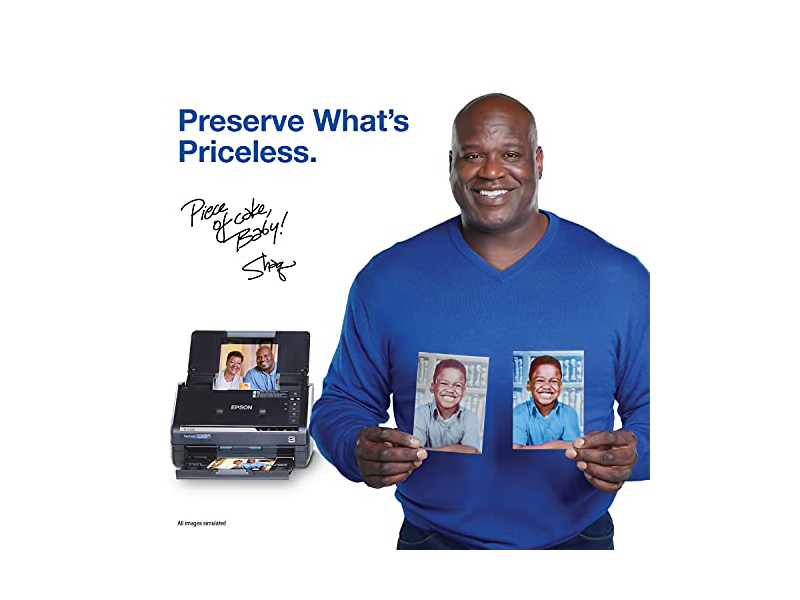 Preserve What's
Priceless.
Piece
of cake,
Baby!
Shaq
EPSON
All images simulated